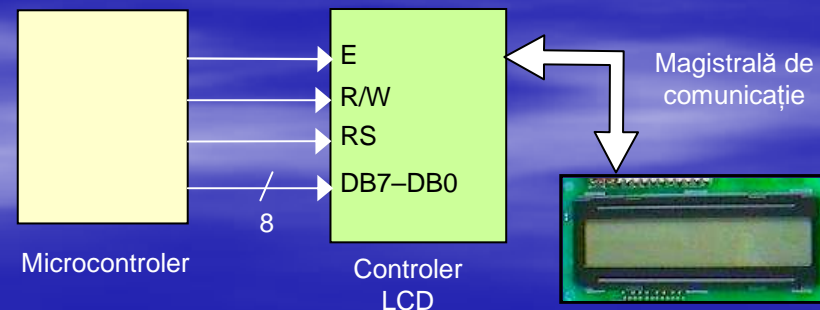 E
R/W
RS
DB7–DB0
8
Microcontroler
Controler
LCD
Magistrală de
comunicație